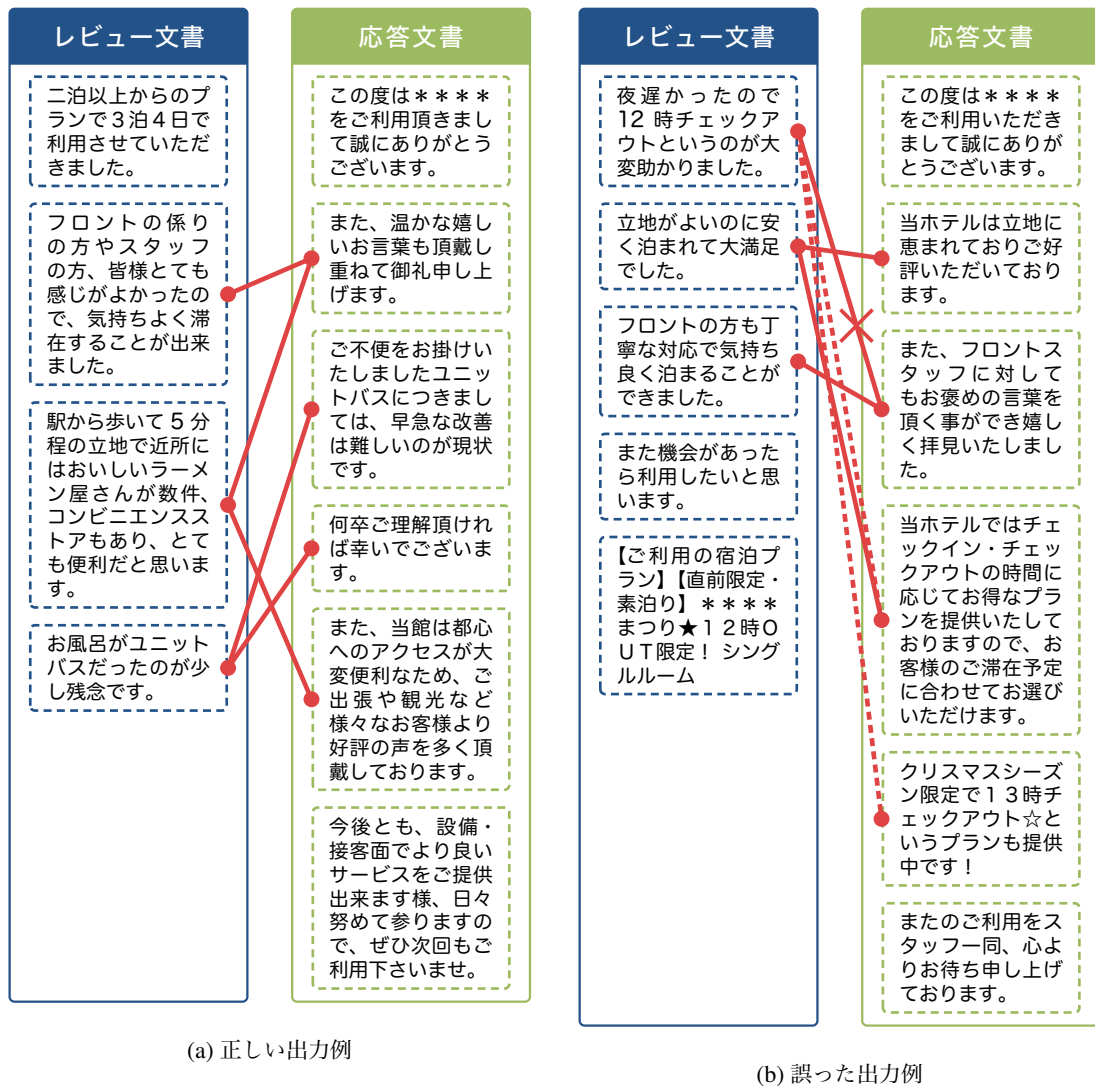 レビュー文書
二泊以上からのプ
ランで３泊４日で
利用させていただ
きました。
フロントの係り
の方やスタッフ
の方、皆様とても
感じがよかったの
で、気持ちよく滞
在することが出来
ました。
駅から歩いて 5 分
程の立地で近所に
はおいしいラーメ
ン屋さんが数件、
コンビニエンスス
トアもあり、とて
も便利だと思いま
す。
お風呂がユニット
バスだったのが少
し残念です。
応答文書
この度は＊＊＊＊
をご利用頂きまし
て誠にありがとう
ございます。
また、温かな嬉し
いお言葉も頂戴し
重ねて御礼申し上
げます。
ご不便をお掛けい
たしましたユニッ
トバスにつきまし
ては、早急な改善
は難しいのが現状
です。
何卒ご理解頂けれ
ば幸いでございま
す。
また、当館は都心
へのアクセスが大
変便利なため、ご
出張や観光など
様々なお客様より
好評の声を多く頂
戴しております。
今後とも、設備・
接客面でより良い
サービスをご提供
出来ます様、日々
努めて参りますの
で、ぜひ次回もご
利用下さいませ。
(a) 正しい出力例
レビュー文書
夜遅かったので
12 時チェックア
ウトというのが大
変助かりました。
立地がよいのに安
く泊まれて大満足
でした。
フロントの方も丁
寧な対応で気持ち
良く泊まることが
できました。
また機会があった
ら利用したいと思
います。
【ご利用の宿泊プ
ラン】【直前限定・
素泊り】＊＊＊＊
まつり★１２時Ｏ
ＵＴ限定！ シング
ルルーム
応答文書
この度は＊＊＊＊
をご利用いただき
まして誠にありが
とうございます。
当ホテルは立地に
恵まれておりご好
評いただいており
ます。
また、フロントス
タッフに対して
もお褒めの言葉を
頂く事ができ嬉し
く拝見いたしまし
た。
当ホテルではチェ
ックイン・チェッ
クアウトの時間に
応じてお得なプラ
ンを提供いたして
おりますので、お
客様のご滞在予定
に合わせてお選び
いただけます。
クリスマスシーズ
ン限定で１３時チ
ェックアウト☆と
いうプランも提供
中です！
またのご利用をス
タッフ一同、心よ
りお待ち申し上げ
ております。
(b) 誤った出力例